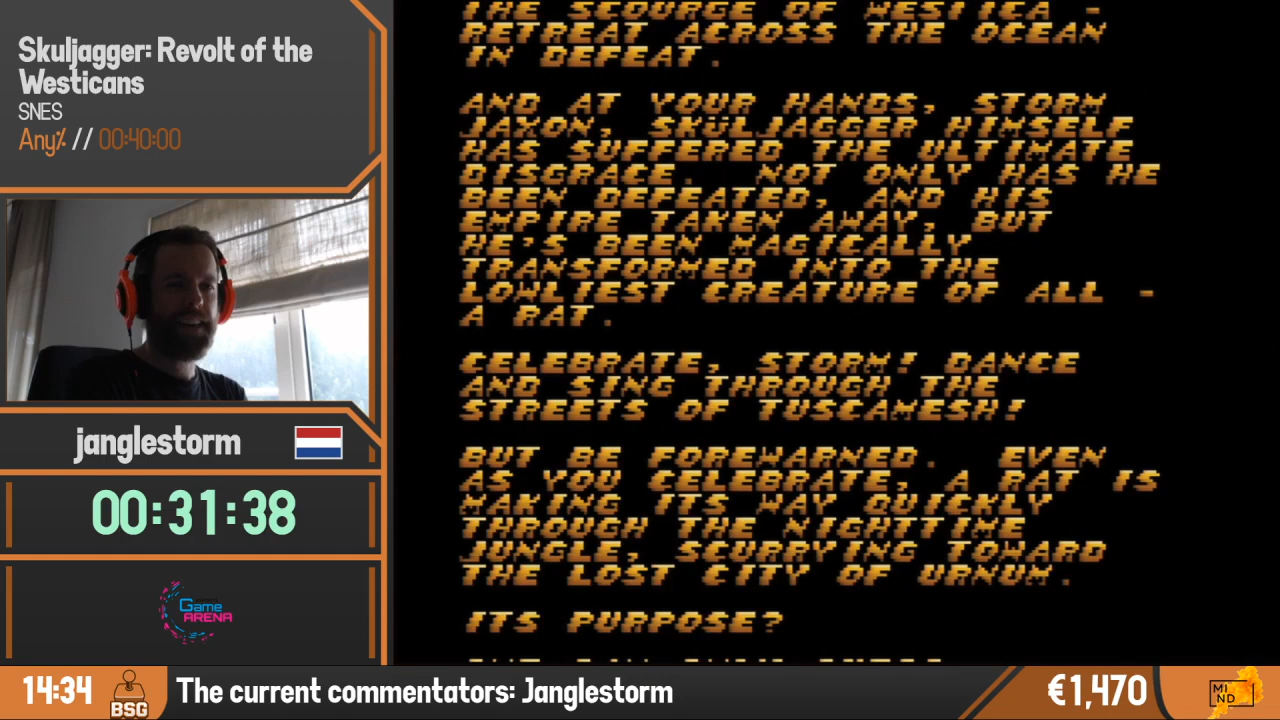 Skuljagger: Revolt of the
Westicans
SNES
Any% // 00:40:00
janglestorm
00:31:38
Game
ARENA
THE SCOURGE OF WESTICA -
RETREAT ACROSS THE OCEAN
IN DEFEAT.
AND AT YOUR HANDS, STORM
JAXON, SKÜLJAGGER HIMSELF
HAS SUFFERED THE ULTIMATE
DISGRACE. NOT ONLY HAS HE
BEEN DEFEATED, AND HIS
EMPIRE TAKEN AWAY, BUT
HE'S BEEN MAGICALLY
TRANSFORMED INTO THE
LOWLIEST CREATURE OF ALL -
A RAT.
CELEBRATE, STORM! DANCE
AND SING THROUGH THE
STREETS OF TUSCAMESH!
BUT BE FOREWARNED. EVEN
AS YOU CELEBRATE, A RAT IS
MAKING ITS WAY QUICKLY
THROUGH THE NIGHTTIME
JUNGLE, SCURRYING TOWARD
THE LOST CITY OF URNUM.
ITS PURPOSE?
14:34
BSG
The current commentators: Janglestorm
€1,470
MI
ND